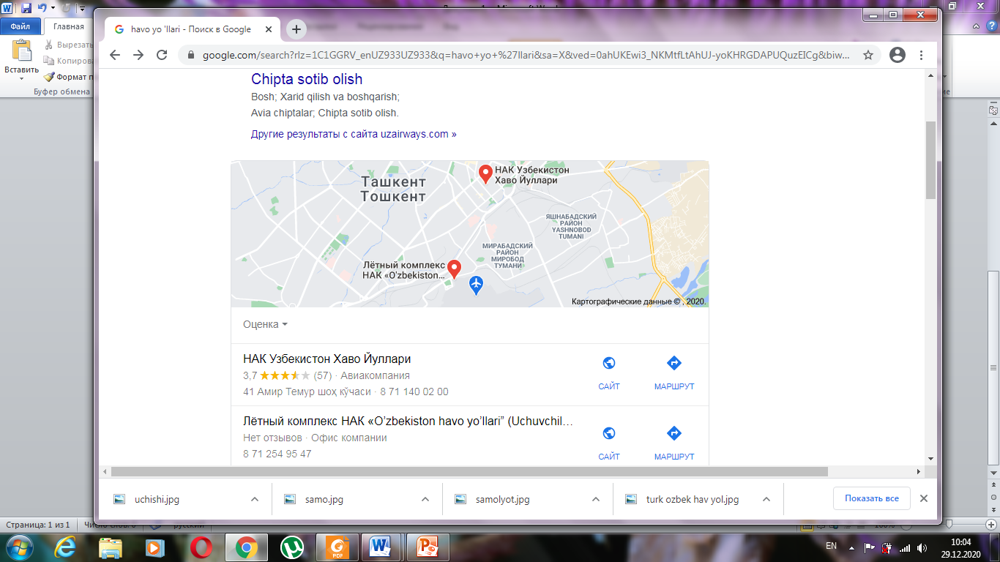 Файл
Главная
Вырезать
Вставить
Формат п
Буфер обмена
havo yo 'llari - Поиск в Google
google.com/search?rlz=1C1GGRV_enUZ933UZ933&q=havo+yo+%27llari&sa=X&ved=0ahUKEwi3_NKMtfLtAhUJ-yoKHRGDAPUQuzEICg&biw...
Chipta sotib olish
Bosh; Xarid qilish va boshqarish;
Avia chiptalar; Chipta sotib olish.
Другие результаты с сайта uzairways.com »
Ташкент
Тошкент
НАК Узбекистон
Хаво Йуллари
ЯШНАБАДСКИЙ
РАЙОН
YASHNOBOD
TUMANI
МИРАБАДСКИЙ
РАЙОН
МИРОБОД
ТУМАНИ
Лётный комплекс
НАК «O'zbekiston...
Картографические данные © , 2020.
Оценка
НАК Узбекистон Хаво Йуллари
3,7 (57) · Авиакомпания
41 Амир Темур шоҳ кўчаси · 8 71 140 02 00
САЙТ
МАРШРУТ
Лётный комплекс НАК «O’zbekiston havo yo’llari” (Uchuvchil…
Нет отзывов · Офис компании
8 71 254 95 47
САЙТ
МАРШРУТ
uchishi.jpg
samo.jpg
samolyot.jpg
turk ozbek hav yol.jpg
Показать все
Страница: 1 из 1
Число слов: 0
русский
100%
PDF
EN
10:04
29.12.2020